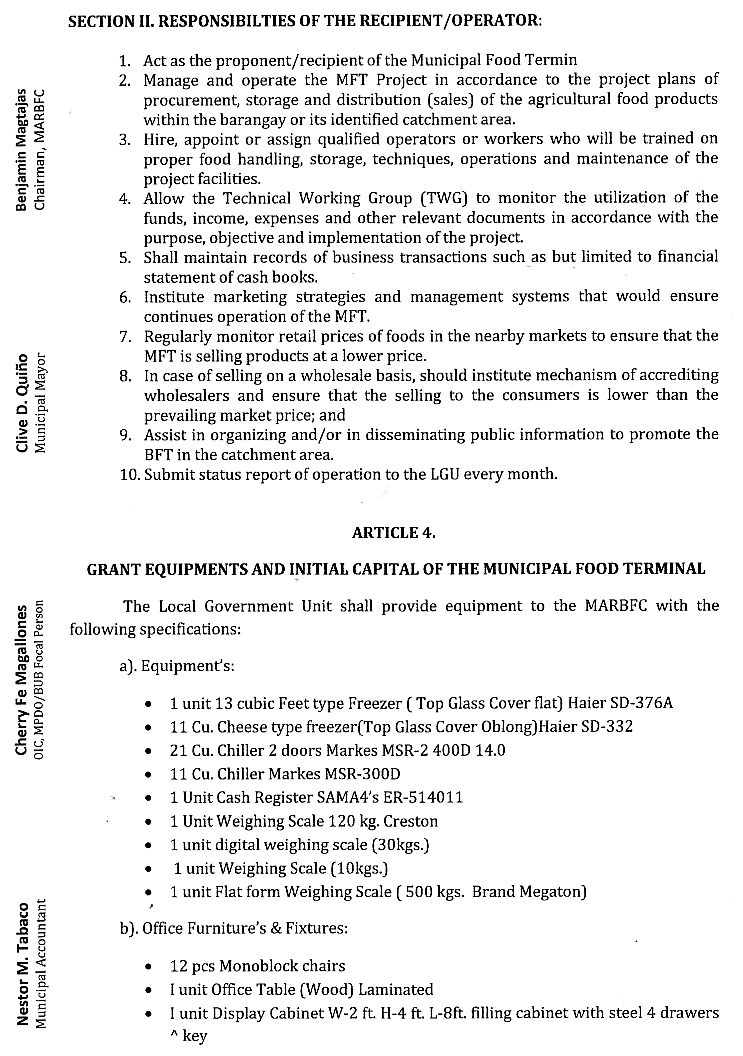 SECTION II. RESPONSIBILTIES OF THE RECIPIENT/OPERATOR:
1. Act as the proponent/recipient of the Municipal Food Termin
2. Manage and operate the MFT Project in accordance to the project plans of
procurement, storage and distribution (sales) of the agricultural food products
within the barangay or its identified catchment area.
3. Hire, appoint or assign qualified operators or workers who will be trained on
proper food handling, storage, techniques, operations and maintenance of the
project facilities.
4. Allow the Technical Working Group (TWG) to monitor the utilization of the
funds, income, expenses and other relevant documents in accordance with the
purpose, objective and implementation of the project.
5. Shall maintain records of business transactions such as but limited to financial
statement of cash books.
6. Institute marketing strategies and management systems that would ensure
continues operation of the MFT.
7. Regularly monitor retail prices of foods in the nearby markets to ensure that the
MFT is selling products at a lower price.
8. In case of selling on a wholesale basis, should institute mechanism of accrediting
wholesalers and ensure that the selling to the consumers is lower than the
prevailing market price; and
9. Assist in organizing and/or in disseminating public information to promote the
BFT in the catchment area.
10. Submit status report of operation to the LGU every month.
ARTICLE 4.
GRANT EQUIPMENTS AND INITIAL CAPITAL OF THE MUNICIPAL FOOD TERMINAL
The Local Government Unit shall provide equipment to the MARBFC with the
following specifications:
a). Equipment's:
• 1 unit 13 cubic Feet type Freezer ( Top Glass Cover flat) Haier SD-376A
• 11 Cu. Cheese type freezer(Top Glass Cover Oblong)Haier SD-332
• 21 Cu. Chiller 2 doors Markes MSR-2 400D 14.0
• 11 Cu. Chiller Markes MSR-300D
• 1 Unit Cash Register SAMA4's ER-514011
• 1 Unit Weighing Scale 120 kg. Creston
• 1 unit digital weighing scale (30kgs.)
• 1 unit Weighing Scale (10kgs.)
• 1 unit Flat form Weighing Scale ( 500 kgs. Brand Megaton)
b). Office Furniture's & Fixtures:
• 12 pcs Monoblock chairs
• I unit Office Table (Wood) Laminated
• I unit Display Cabinet W-2 ft. H-4 ft. L-8ft. filling cabinet with steel 4 drawers
^ key
Benjamin Magtajas
Chairman, MARBFC
Clive D. Quiño
Municipal Mayor
Cherry Fe Magallones
OIC, MPDO/BUB Focal Person
Nestor M. Tabaco
Municipal Accountant